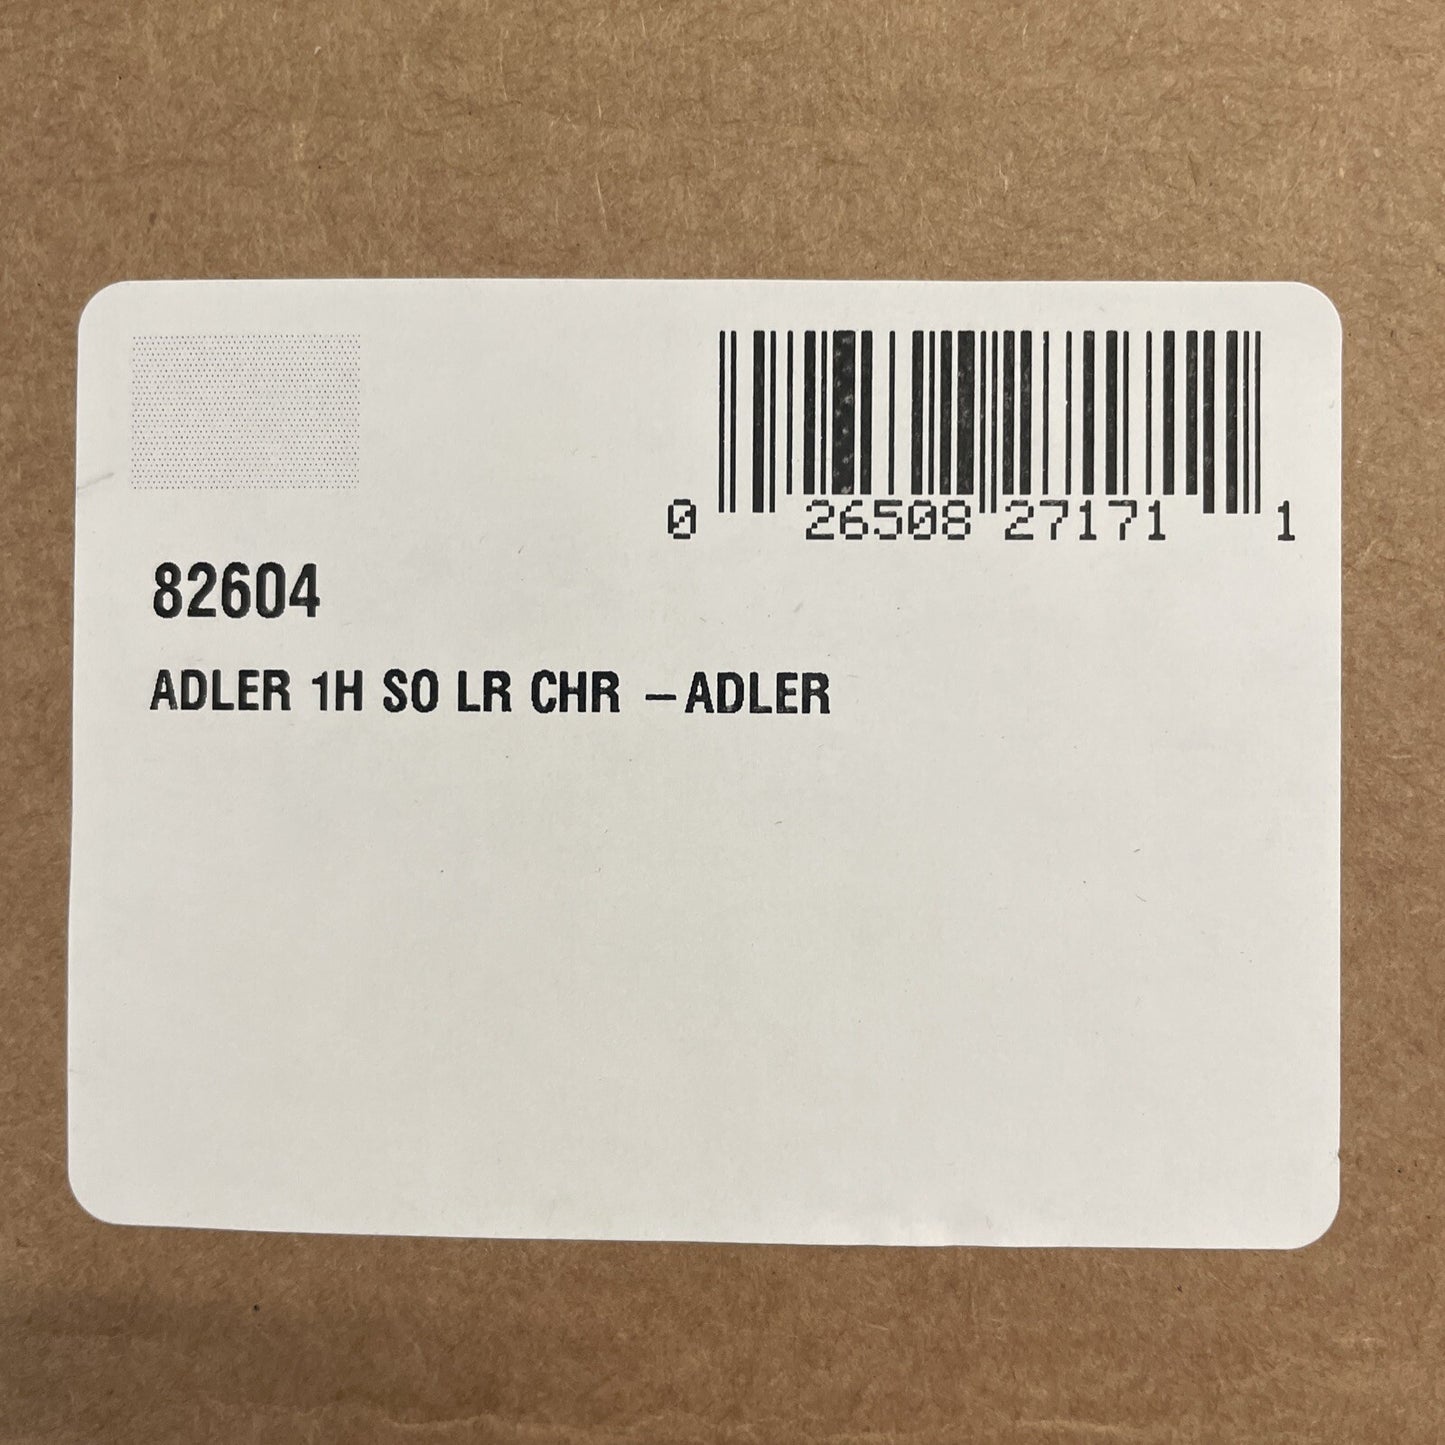 0 26508 27171 1
82604
ADLER 1H SO LR CHR –ADLER